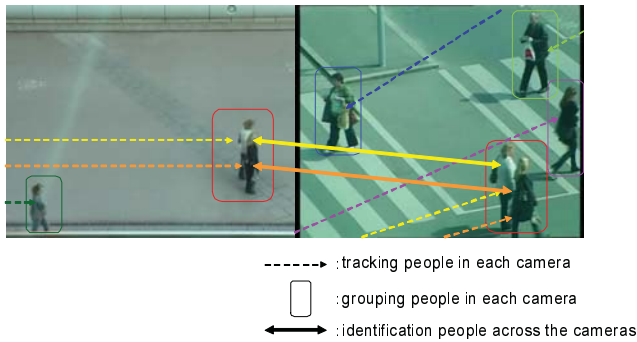 : tracking people in each camera
: grouping people in each camera
: identification people across the cameras